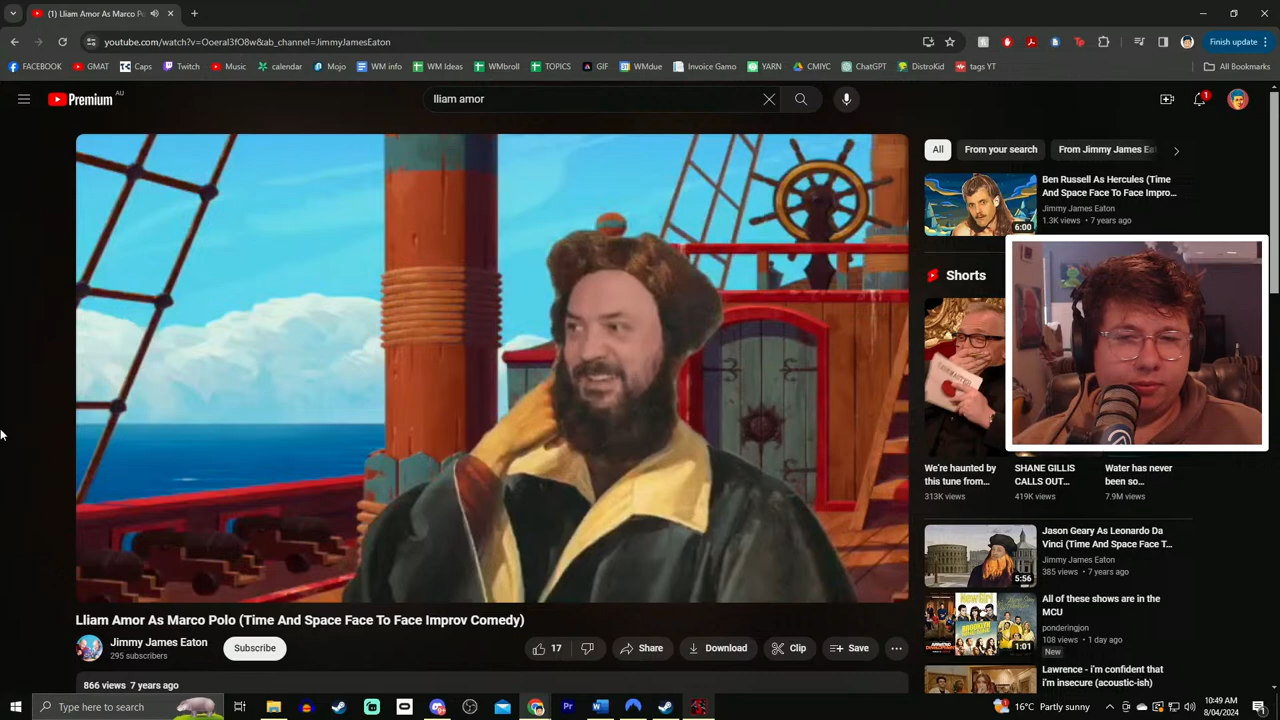 (1) Lliam Amor As Marco Po
youtube.com/watch?v=Ooeral3fO8w&ab_channel=JimmyJamesEaton
Finish update
FACEBOOK
GMAT
Caps
Twitch
Music
calendar
Mojo
WM info
WM Ideas
WMbroll
TOPICS
GIF
WMdue
Invoice Gamo
YARN
CMIYC
ChatGPT
DistroKid
tags YT
All Bookmarks
Premium
AU
lliam amor
1
All
From your search
From Jimmy James Eat
Ben Russell As Hercules (Time
And Space Face To Face Impro...
Jimmy James Eaton
1.3K views • 7 years ago
6:00
Shorts
We're haunted by
this tune from...
313K views
SHANE GILLIS
CALLS OUT...
419K views
Water has never
been so...
7.9M views
Jason Geary As Leonardo Da
Vinci (Time And Space Face T...
Jimmy James Eaton
385 views • 7 years ago
5:56
All of these shows are in the
MCU
ponderingjon
108 views • 1 day ago
New
1:01
Lawrence - i'm confident that
i'm insecure (acoustic-ish)
Lliam Amor As Marco Polo (Time And Space Face To Face Improv Comedy)
Jimmy James Eaton
295 subscribers
Subscribe
17
Share
Download
Clip
Save
866 views 7 years ago
Type here to search
16°C Partly sunny
10:49 AM
8/04/2024